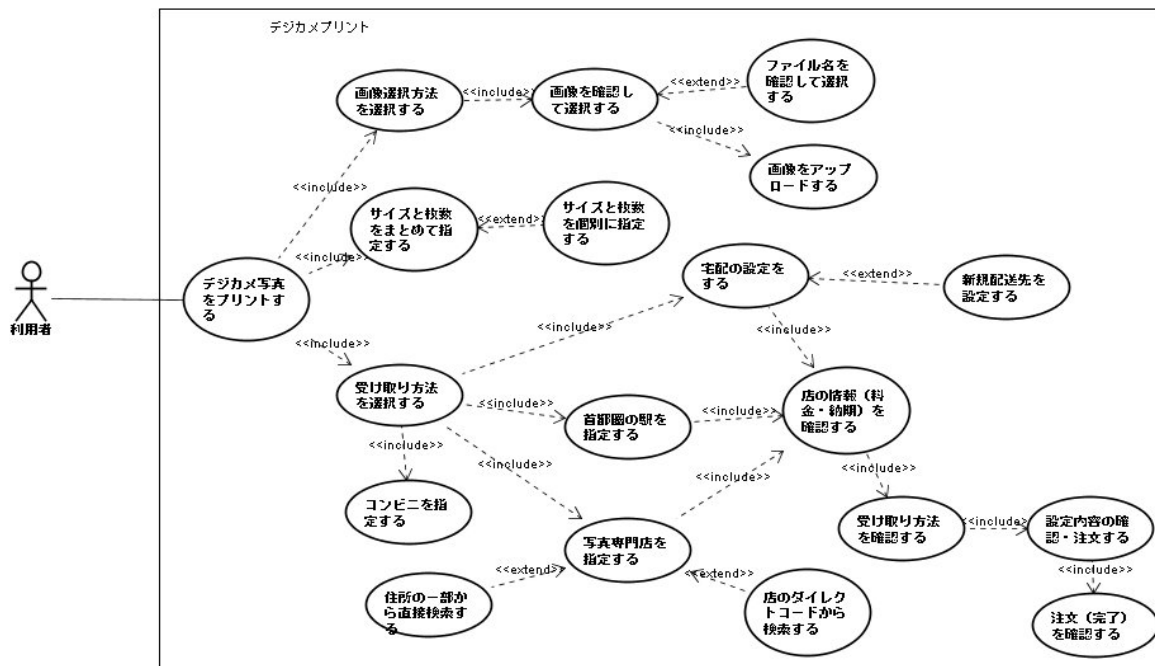 デジカメプリント
画像選択方法
を選択する
<<include>>
画像を確認し
て選択する
<<extend>>
ファイル名を
確認して選択
する
<<include>>
画像をアップ
ロードする
<<include>>
サイズと枚数
をまとめて指
定する
<<extend>>
サイズと枚数
を個別に指定
する
<<include>>
デジカメ写真
をプリントす
る
利用者
宅配の設定を
する
<<extend>>
新規配送先を
設定する
<<include>>
<<include>>
<<include>>
受け取り方法
を選択する
<<include>>
首都圏の駅を
指定する
<<include>>
店の情報（料
金・納期）を
確認する
<<include>>
<<include>>
<<include>>
<<include>>
コンビニを指
定する
写真専門店を
指定する
受け取り方法
を確認する
<<include>>
設定内容の確
認・注文する
<<extend>>
<<extend>>
<<include>>
住所の一部か
ら直接検索す
る
店のダイレク
トコードから
検索する
注文（完了）
を確認する